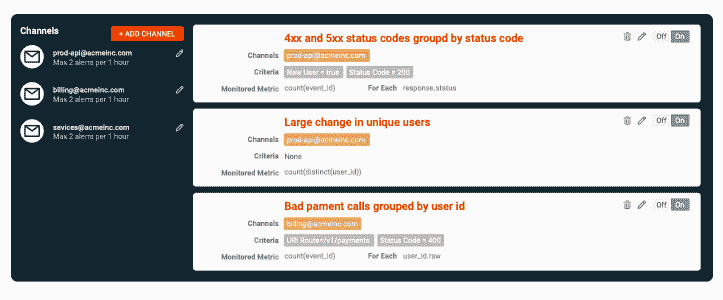 Channels
+ ADD CHANNEL
prod-api@acmeinc.com
Max 2 alerts per 1 hour
billing@acmeinc.com
Max 2 alerts per 1 hour
sevices@acmeinc.com
Max 2 alerts per 1 hour
4xx and 5xx status codes groupd by status code
Off On
Channels prod-api@acmeinc.com
Criteria New User = true Status Code × 200
Monitored Metric count(event_id) For Each response.status
Large change in unique users
Off On
Channels prod-api@acmeinc.com
Criteria None
Monitored Metric count(distinct(user_id))
Bad pament calls grouped by user id
Off On
Channels billing@acmeinc.com
Criteria URI Route=/v1/payments Status Code = 400
Monitored Metric count(event_id) For Each user_id.raw